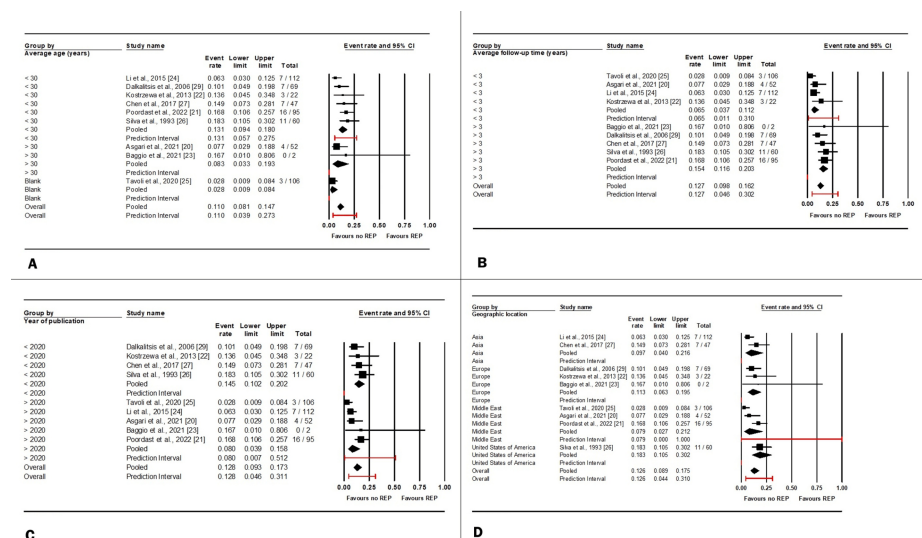 Group by Study name Event rate and 95% CI
Average age (years)
Event rate Lower limit Upper limit Total
< 30 Li et al., 2015 [24] 0.063 0.030 0.125 7 / 112
< 30 Dalkalitsis et al., 2006 [29] 0.101 0.049 0.198 7 / 69
< 30 Kostrzewa et al., 2013 [22] 0.136 0.045 0.348 3 / 22
< 30 Chen et al., 2017 [27] 0.149 0.073 0.281 7 / 47
< 30 Poordast et al., 2022 [21] 0.168 0.106 0.257 16 / 95
< 30 Silva et al., 1993 [26] 0.183 0.105 0.302 11 / 60
< 30 Pooled 0.131 0.094 0.180
< 30 Prediction Interval 0.131 0.057 0.275
> 30 Asgari et al., 2020 [20] 0.077 0.029 0.188 4 / 52
> 30 Baggio et al., 2021 [23] 0.167 0.010 0.806 0 / 2
> 30 Pooled 0.083 0.033 0.193
> 30 Prediction Interval
Blank Tavoli et al., 2020 [25] 0.028 0.009 0.084 3 / 106
Blank Pooled 0.028 0.009 0.084
Blank Prediction Interval
Overall Pooled 0.110 0.081 0.147
Overall Prediction Interval 0.110 0.039 0.273
0.00 0.25 0.50 0.75 1.00
Favours no REP Favours REP
A
Group by Study name Event rate and 95% CI
Average follow-up time (years)
Event rate Lower limit Upper limit Total
< 3 Tavoli et al., 2020 [25] 0.028 0.009 0.084 3 / 106
< 3 Asgari et al., 2020 [20] 0.077 0.029 0.188 4 / 52
< 3 Li et al., 2015 [24] 0.063 0.030 0.125 7 / 112
< 3 Kostrzewa et al., 2013 [22] 0.136 0.045 0.348 3 / 22
< 3 Pooled 0.065 0.037 0.112
< 3 Prediction Interval 0.065 0.011 0.310
> 3 Baggio et al., 2021 [23] 0.167 0.010 0.806 0 / 2
> 3 Dalkalitsis et al., 2006 [29] 0.101 0.049 0.198 7 / 69
> 3 Chen et al., 2017 [27] 0.149 0.073 0.281 7 / 47
> 3 Silva et al., 1993 [26] 0.183 0.105 0.302 11 / 60
> 3 Poordast et al., 2022 [21] 0.168 0.106 0.257 16 / 95
> 3 Pooled 0.154 0.116 0.203
> 3 Prediction Interval
Overall Pooled 0.127 0.098 0.162
Overall Prediction Interval 0.127 0.046 0.302
0.00 0.25 0.50 0.75 1.00
Favours no REP Favours REP
B
Group by Study name Event rate and 95% CI
Year of publication
Event rate Lower limit Upper limit Total
< 2020 Dalkalitsis et al., 2006 [29] 0.101 0.049 0.198 7 / 69
< 2020 Kostrzewa et al., 2013 [22] 0.136 0.045 0.348 3 / 22
< 2020 Chen et al., 2017 [27] 0.149 0.073 0.281 7 / 47
< 2020 Silva et al., 1993 [26] 0.183 0.105 0.302 11 / 60
< 2020 Pooled 0.145 0.102 0.202
< 2020 Prediction Interval
> 2020 Tavoli et al., 2020 [25] 0.028 0.009 0.084 3 / 106
> 2020 Li et al., 2015 [24] 0.063 0.030 0.125 7 / 112
> 2020 Asgari et al., 2020 [20] 0.077 0.029 0.188 4 / 52
> 2020 Baggio et al., 2021 [23] 0.167 0.010 0.806 0 / 2
> 2020 Poordast et al., 2022 [21] 0.168 0.106 0.257 16 / 95
> 2020 Pooled 0.080 0.039 0.158
> 2020 Prediction Interval 0.080 0.007 0.512
Overall Pooled 0.128 0.093 0.173
Overall Prediction Interval 0.128 0.046 0.311
0.00 0.25 0.50 0.75 1.00
Favours no REP Favours REP
C
Group by Study name Event rate and 95% CI
Geographic location
Event rate Lower limit Upper limit Total
Asia Li et al., 2015 [24] 0.063 0.030 0.125 7 / 112
Asia Chen et al., 2017 [27] 0.149 0.073 0.281 7 / 47
Asia Pooled 0.097 0.040 0.216
Asia Prediction Interval
Europe Dalkalitsis et al., 2006 [29] 0.101 0.049 0.198 7 / 69
Europe Kostrzewa et al., 2013 [22] 0.136 0.045 0.348 3 / 22
Europe Baggio et al., 2021 [23] 0.167 0.010 0.806 0 / 2
Europe Pooled 0.113 0.063 0.195
Europe Prediction Interval
Middle East Tavoli et al., 2020 [25] 0.028 0.009 0.084 3 / 106
Middle East Asgari et al., 2020 [20] 0.077 0.029 0.188 4 / 52
Middle East Poordast et al., 2022 [21] 0.168 0.106 0.257 16 / 95
Middle East Pooled 0.079 0.027 0.212
Middle East Prediction Interval 0.079 0.000 1.000
United States of America Silva et al., 1993 [26] 0.183 0.105 0.302 11 / 60
United States of America Pooled 0.183 0.105 0.302
United States of America Prediction Interval
Overall Pooled 0.126 0.089 0.175
Overall Prediction Interval 0.126 0.044 0.310
0.00 0.25 0.50 0.75 1.00
Favours no REP Favours REP
D